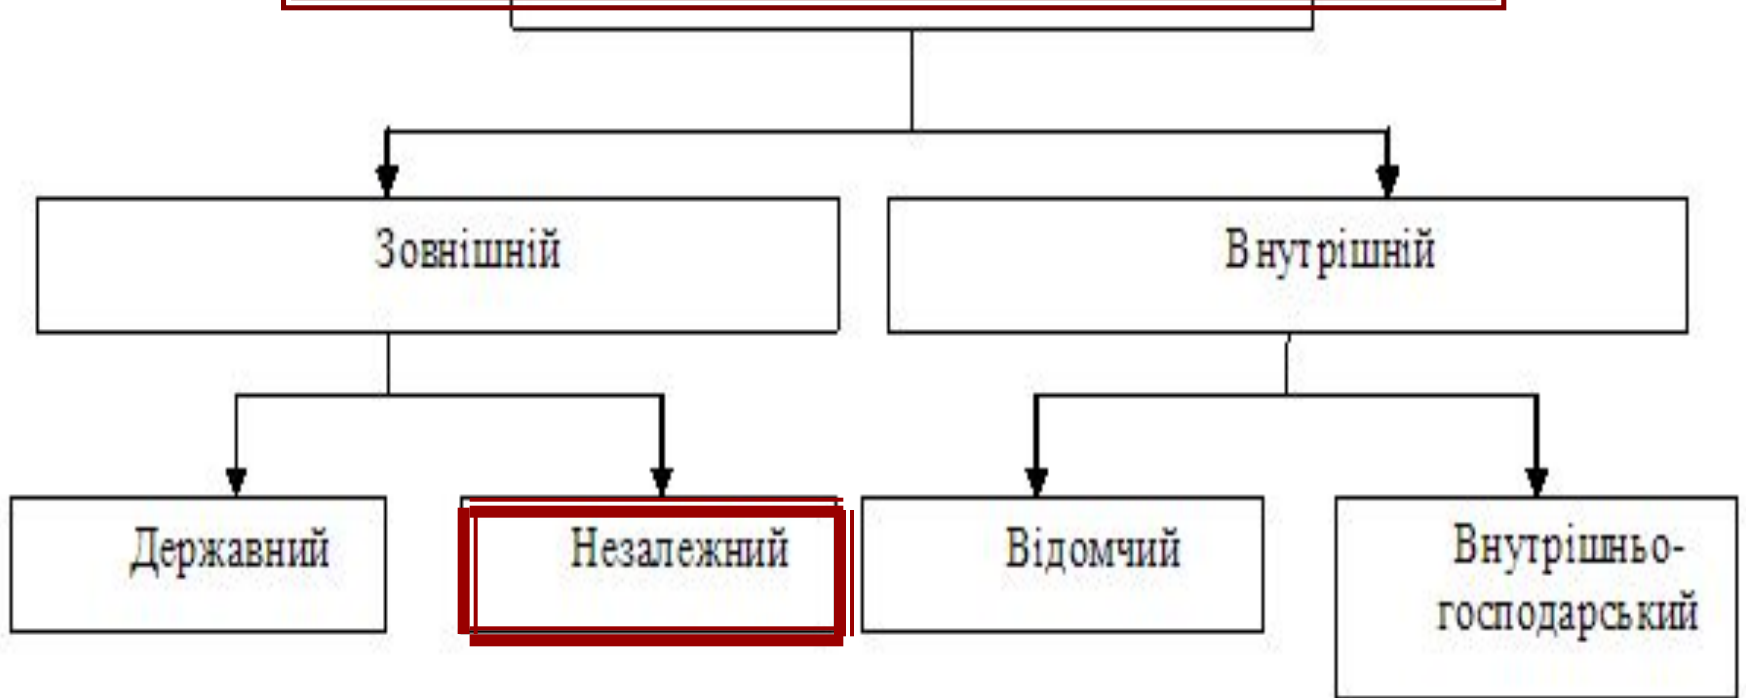 Зовнішній
Внутрішній
Державний
Незалежний
Відомчий
Внутрішньо-
господарський